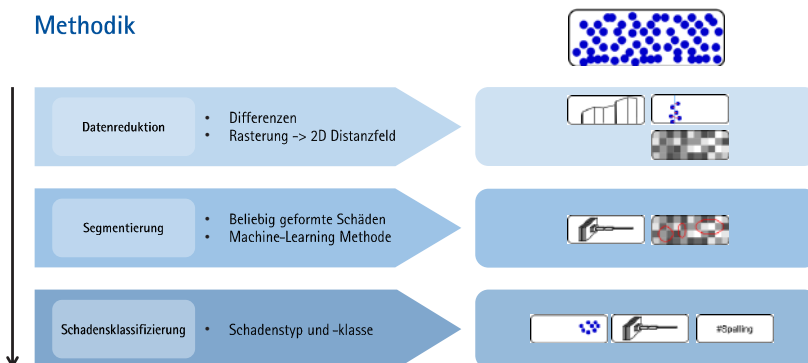 Methodik
Datenreduktion
• Differenzen
• Rasterung -> 2D Distanzfeld
Segmentierung
• Beliebig geformte Schäden
• Machine-Learning Methode
Schadensklassifizierung
• Schadenstyp und -klasse
#Spalling